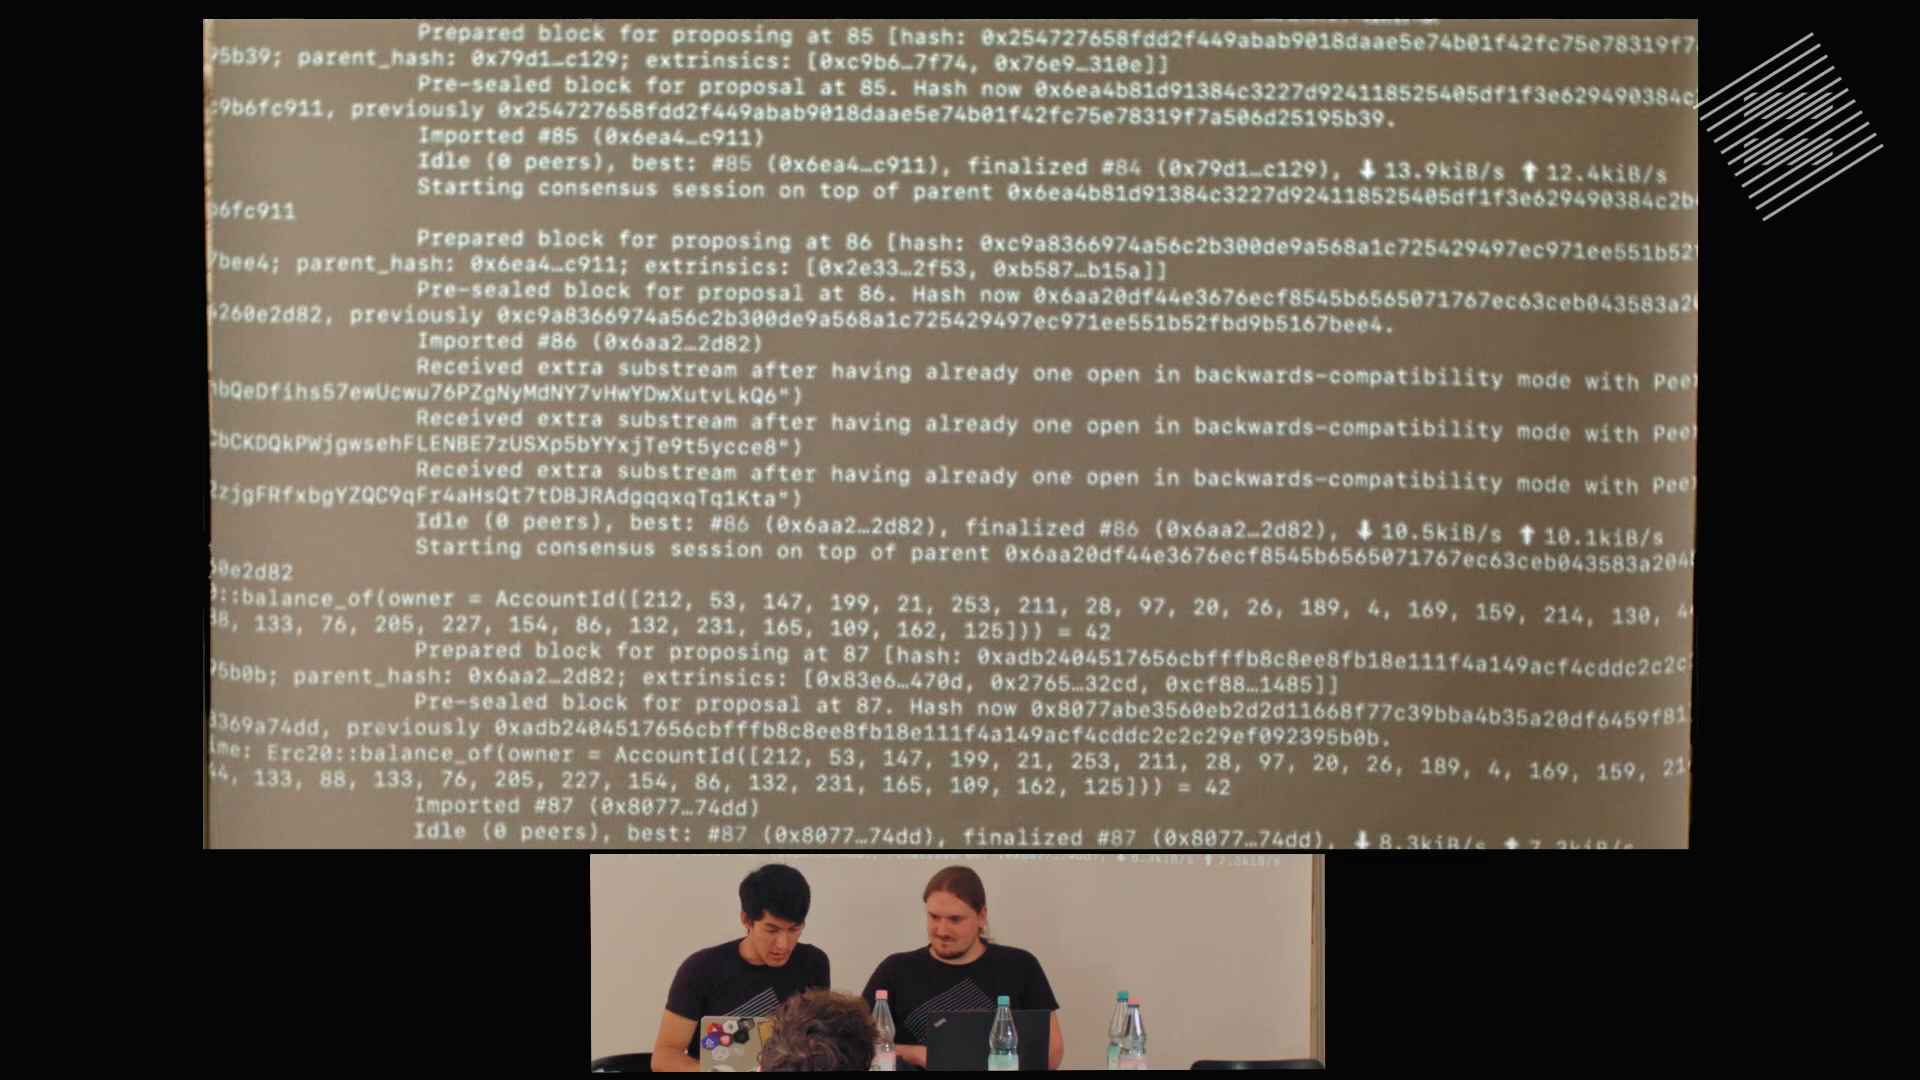 Prepared block for proposing at 85 [hash: 0x254727658fdd2f449abab9018daae5e74b01f42fc75e78319f7
95b39; parent_hash: 0x79d1…c129; extrinsics: [0xc9b6…7f74, 0x76e9…310e]]
Pre-sealed block for proposal at 85. Hash now 0x6ea4b81d91384c3227d924118525405df1f3e629490384c
9b6fc911, previously 0x254727658fdd2f449abab9018daae5e74b01f42fc75e78319f7a506d25195b39.
Imported #85 (0x6ea4…c911)
Idle (0 peers), best: #85 (0x6ea4…c911), finalized #84 (0x79d1…c129), ⬇ 13.9kiB/s ⬆ 12.4kiB/s
Starting consensus session on top of parent 0x6ea4b81d91384c3227d924118525405df1f3e629490384c2b
b6fc911
Prepared block for proposing at 86 [hash: 0xc9a8366974a56c2b300de9a568a1c725429497ec971ee551b52
7bee4; parent_hash: 0x6ea4…c911; extrinsics: [0x2e33…2f53, 0xb587…b15a]]
Pre-sealed block for proposal at 86. Hash now 0x6aa20df44e3676ecf8545b6565071767ec63ceb043583a2
260e2d82, previously 0xc9a8366974a56c2b300de9a568a1c725429497ec971ee551b52fbd9b5167bee4.
Imported #86 (0x6aa2…2d82)
Received extra substream after having already one open in backwards-compatibility mode with Pee
bQeDfihs57ewUcwu76PZgNyMdNY7vHwYDwXutvLkQ6")
Received extra substream after having already one open in backwards-compatibility mode with Pee
CbCKDQkPWjgwsehFLENBE7zUSXp5bYYxjTe9t5ycce8")
Received extra substream after having already one open in backwards-compatibility mode with Pee
zjgFRfxbgYZQC9qFr4aHsQt7tDBJRAdgqqxqTq1Kta")
Idle (0 peers), best: #86 (0x6aa2…2d82), finalized #86 (0x6aa2…2d82), ⬇ 10.5kiB/s ⬆ 10.1kiB/s
Starting consensus session on top of parent 0x6aa20df44e3676ecf8545b6565071767ec63ceb043583a204
0e2d82
::balance_of(owner = AccountId([212, 53, 147, 199, 21, 253, 211, 28, 97, 20, 26, 189, 4, 169, 159, 214, 130, 4
8, 133, 76, 205, 227, 154, 86, 132, 231, 165, 109, 162, 125])) = 42
Prepared block for proposing at 87 [hash: 0xadb2404517656cbfffb8c8ee8fb18e111f4a149acf4cddc2c2c
95b0b; parent_hash: 0x6aa2…2d82; extrinsics: [0x83e6…470d, 0x2765…32cd, 0xcf88…1485]]
Pre-sealed block for proposal at 87. Hash now 0x8077abe3560eb2d2d11668f77c39bba4b35a20df6459f81
3369a74dd, previously 0xadb2404517656cbfffb8c8ee8fb18e111f4a149acf4cddc2c2c29ef092395b0b.
me: Erc20::balance_of(owner = AccountId([212, 53, 147, 199, 21, 253, 211, 28, 97, 20, 26, 189, 4, 169, 159, 21
44, 133, 88, 133, 76, 205, 227, 154, 86, 132, 231, 165, 109, 162, 125])) = 42
Imported #87 (0x8077…74dd)
Idle (0 peers), best: #87 (0x8077…74dd), finalized #87 (0x8077…74dd), ⬇ 8.3kiB/s ⬆ 7.3kiB/s